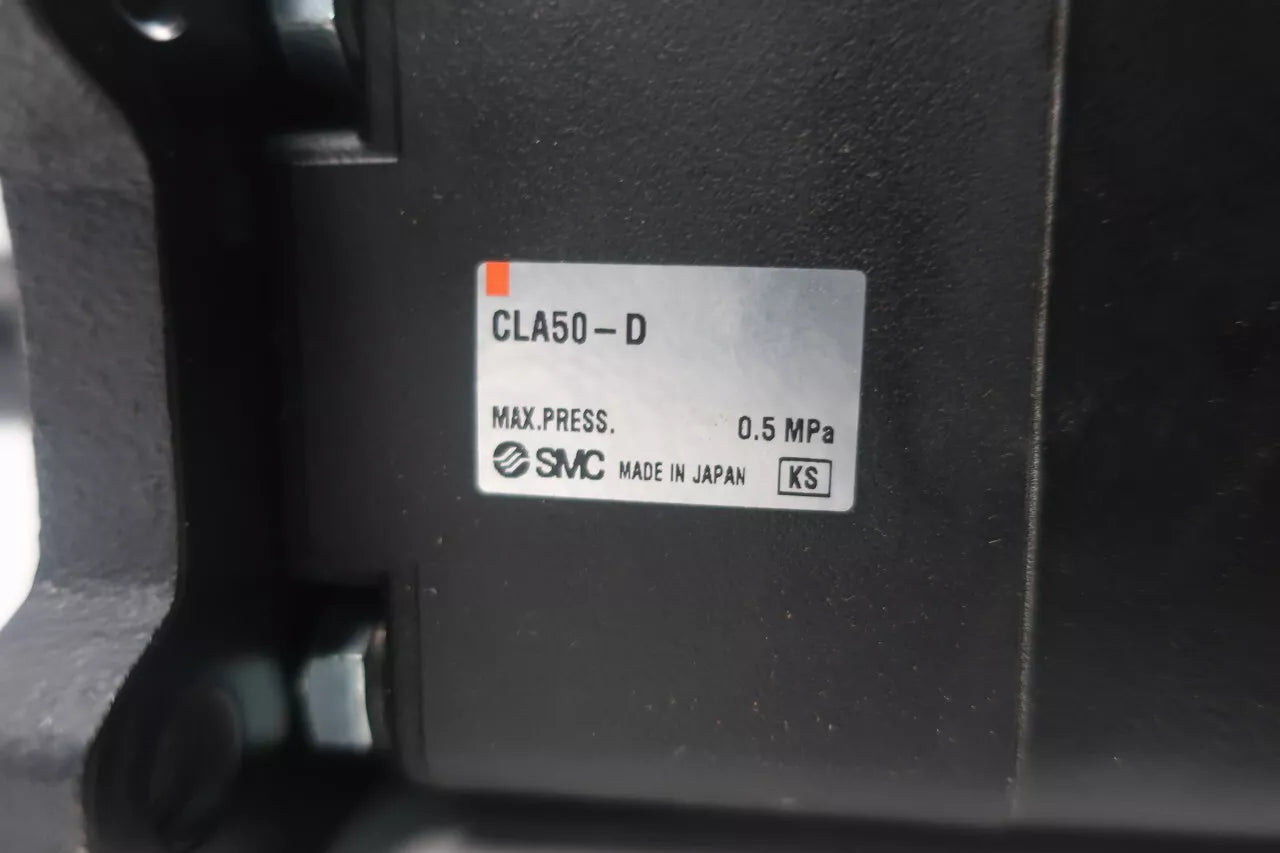 CLA50-D
MAX.PRESS. 0.5 MPa
SMC MADE IN JAPAN KS